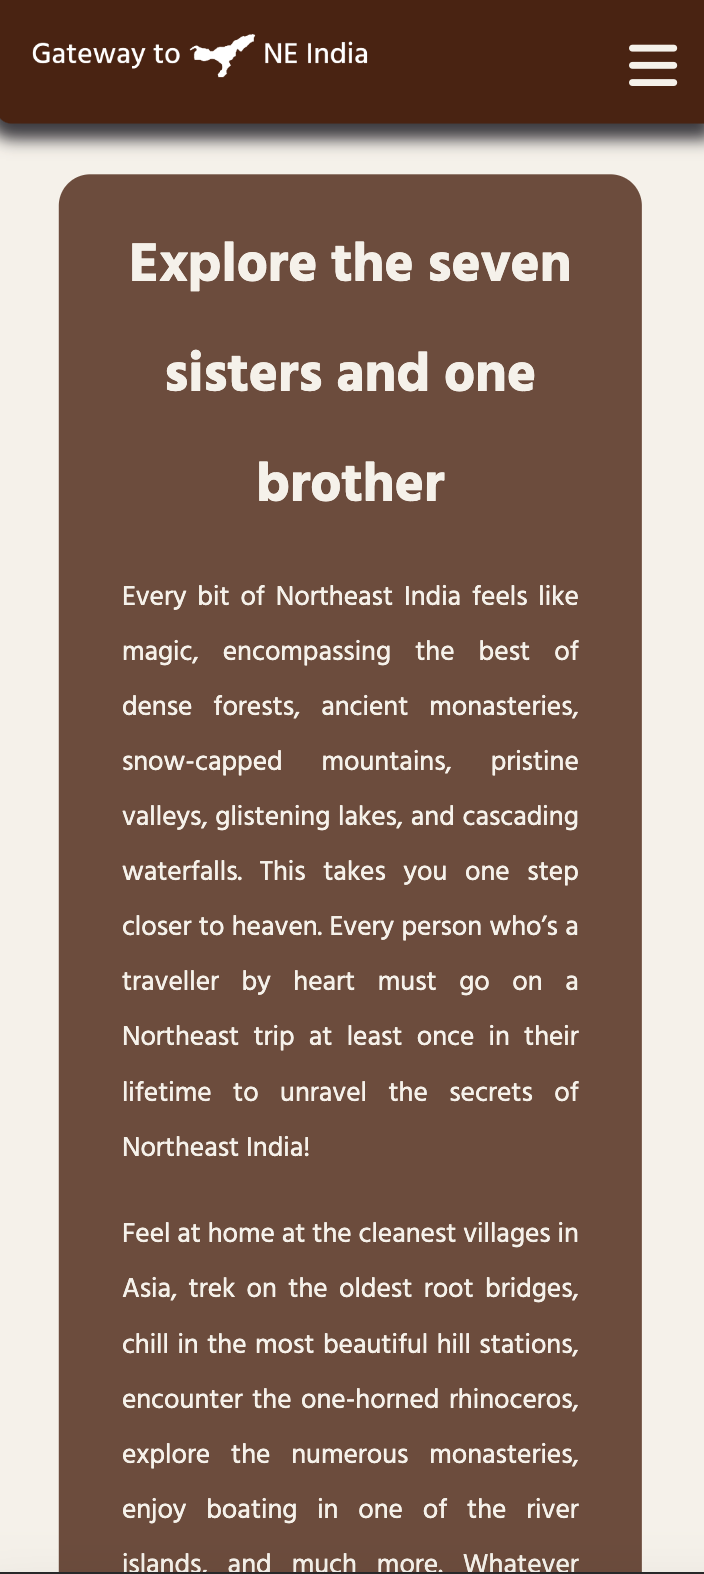 Gateway to NE India
Explore the seven
sisters and one
brother
Every bit of Northeast India feels like
magic, encompassing the best of
dense forests, ancient monasteries,
snow-capped mountains, pristine
valleys, glistening lakes, and cascading
waterfalls. This takes you one step
closer to heaven. Every person who’s a
traveller by heart must go on a
Northeast trip at least once in their
lifetime to unravel the secrets of
Northeast India!
Feel at home at the cleanest villages in
Asia, trek on the oldest root bridges,
chill in the most beautiful hill stations,
encounter the one-horned rhinoceros,
explore the numerous monasteries,
enjoy boating in one of the river
islands, and much more. Whatever